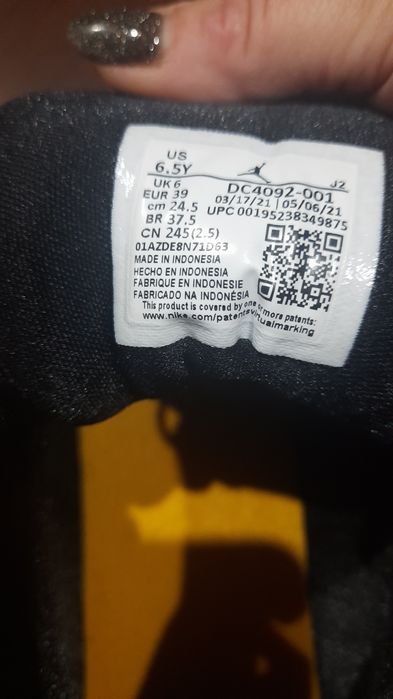 US
6.5Y
J2
UK 6
EUR 39
cm 24.5
BR 37.5
CN 245(2.5)
DC4092-001
03/17/21 | 05/06/21
UPC 00195238349875
01AZDE8N71D63
MADE IN INDONESIA
HECHO EN INDONESIA
FABRIQUE EN INDONESIE
FABRICADO NA INDONÉSIA
This product is covered by one or more patents:
www.nike.com/patents
virtualmarking